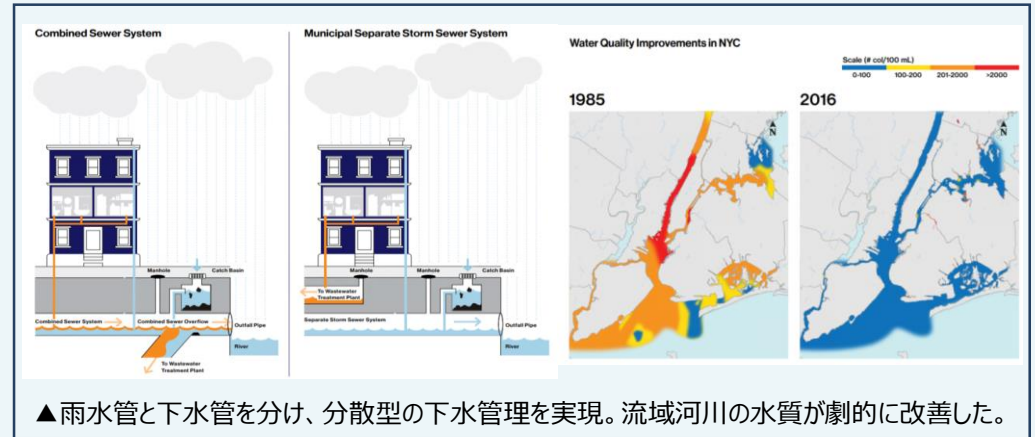 Combined Sewer System
Manhole
Catch Basin
Combined Sewer System
Combined Sewer Overflow
Outfall Pipe
River
To Wastewater
Treatment Plant
Municipal Separate Storm Sewer System
Manhole
Catch Basin
To Wastewater
Treatment Plant
Separate Storm Sewer System
Outfall Pipe
River
Water Quality Improvements in NYC
Scale (# col/100 mL)
0-100 100-200 201-2000 >2000
1985
N
2016
N
▲雨水管と下水管を分け、分散型の下水管理を実現。流域河川の水質が劇的に改善した。